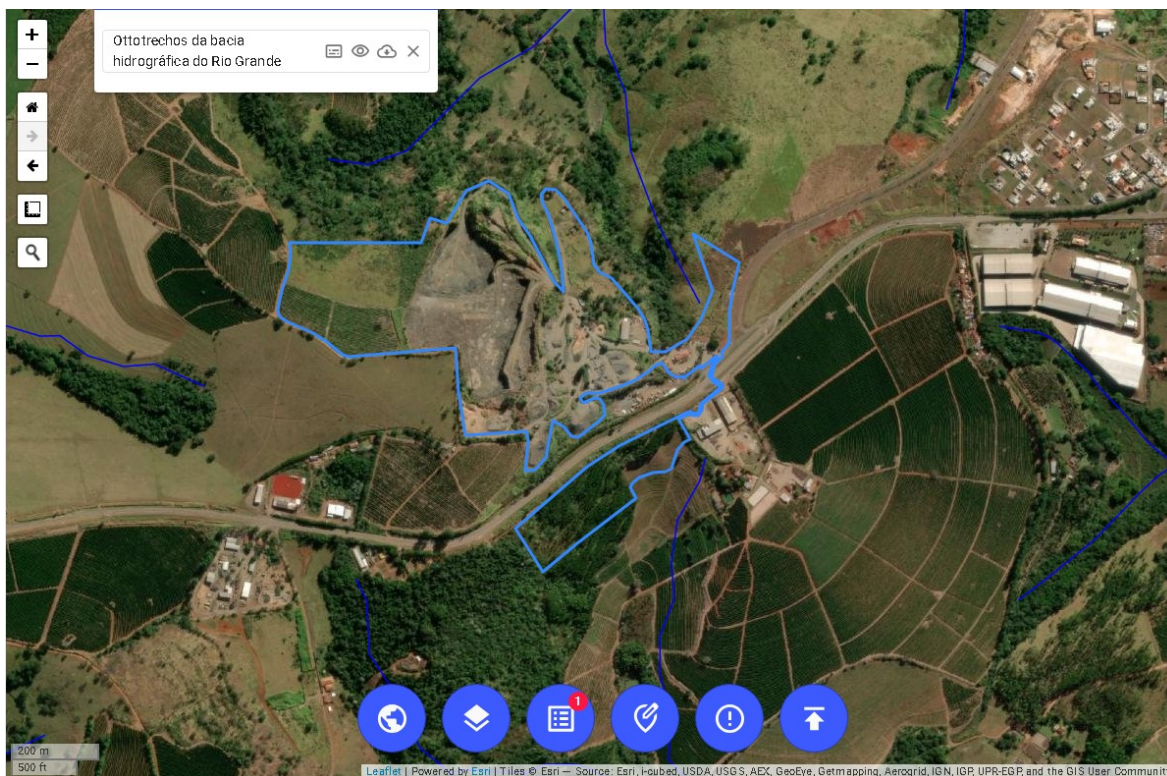 +
Ottotrechos da bacia
hidrográfica do Rio Grande
−
1
200 m
500 ft
Leaflet | Powered by Esri | Tiles © Esri — Source: Esri, i-cubed, USDA, USGS, AEX, GeoEye, Getmapping, Aerogrid, IGN, IGP, UPR-EGP, and the GIS User Communit